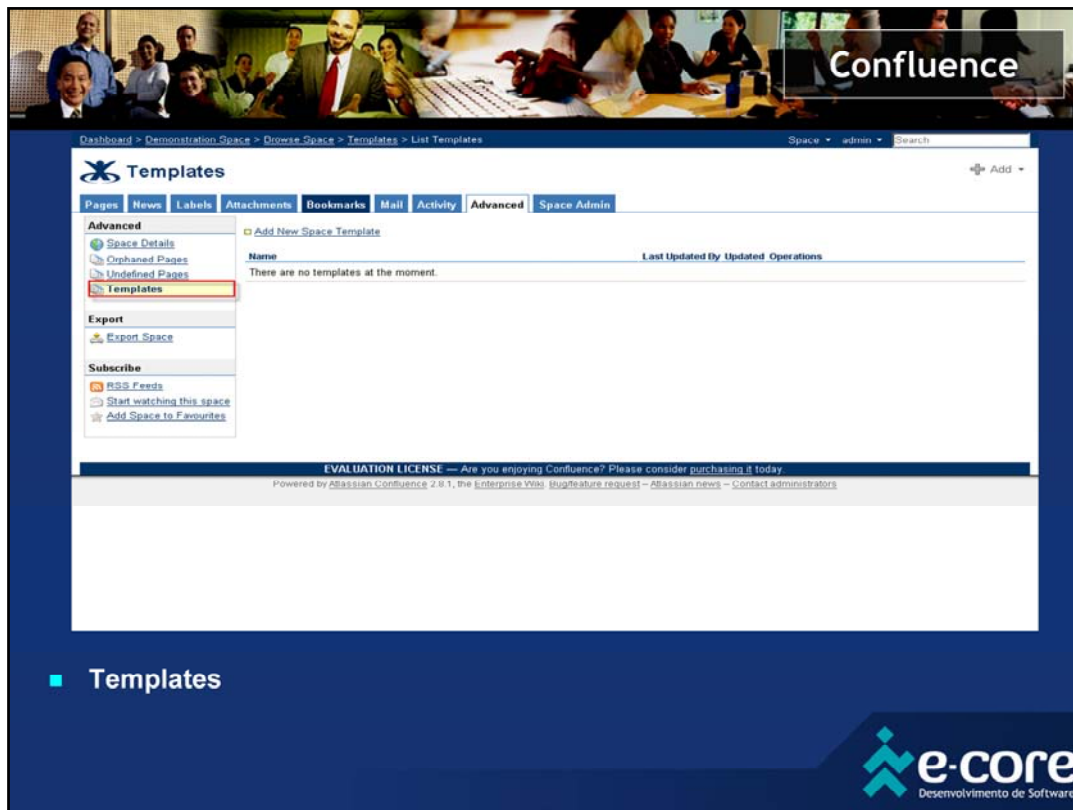 Confluence
Dashboard > Demonstration Space > Browse Space > Templates > List Templates
Space admin Search
Templates
Add
Pages News Labels Attachments Bookmarks Mail Activity Advanced Space Admin
Advanced
Space Details
Orphaned Pages
Undefined Pages
Templates
Export
Export Space
Subscribe
RSS Feeds
Start watching this space
Add Space to Favourites
Add New Space Template
Name Last Updated By Updated Operations
There are no templates at the moment.
EVALUATION LICENSE — Are you enjoying Confluence? Please consider purchasing it today.
Powered by Atlassian Confluence 2.8.1, the Enterprise Wiki. Bug/feature request – Atlassian news – Contact administrators
Templates
e-core
Desenvolvimento de Software